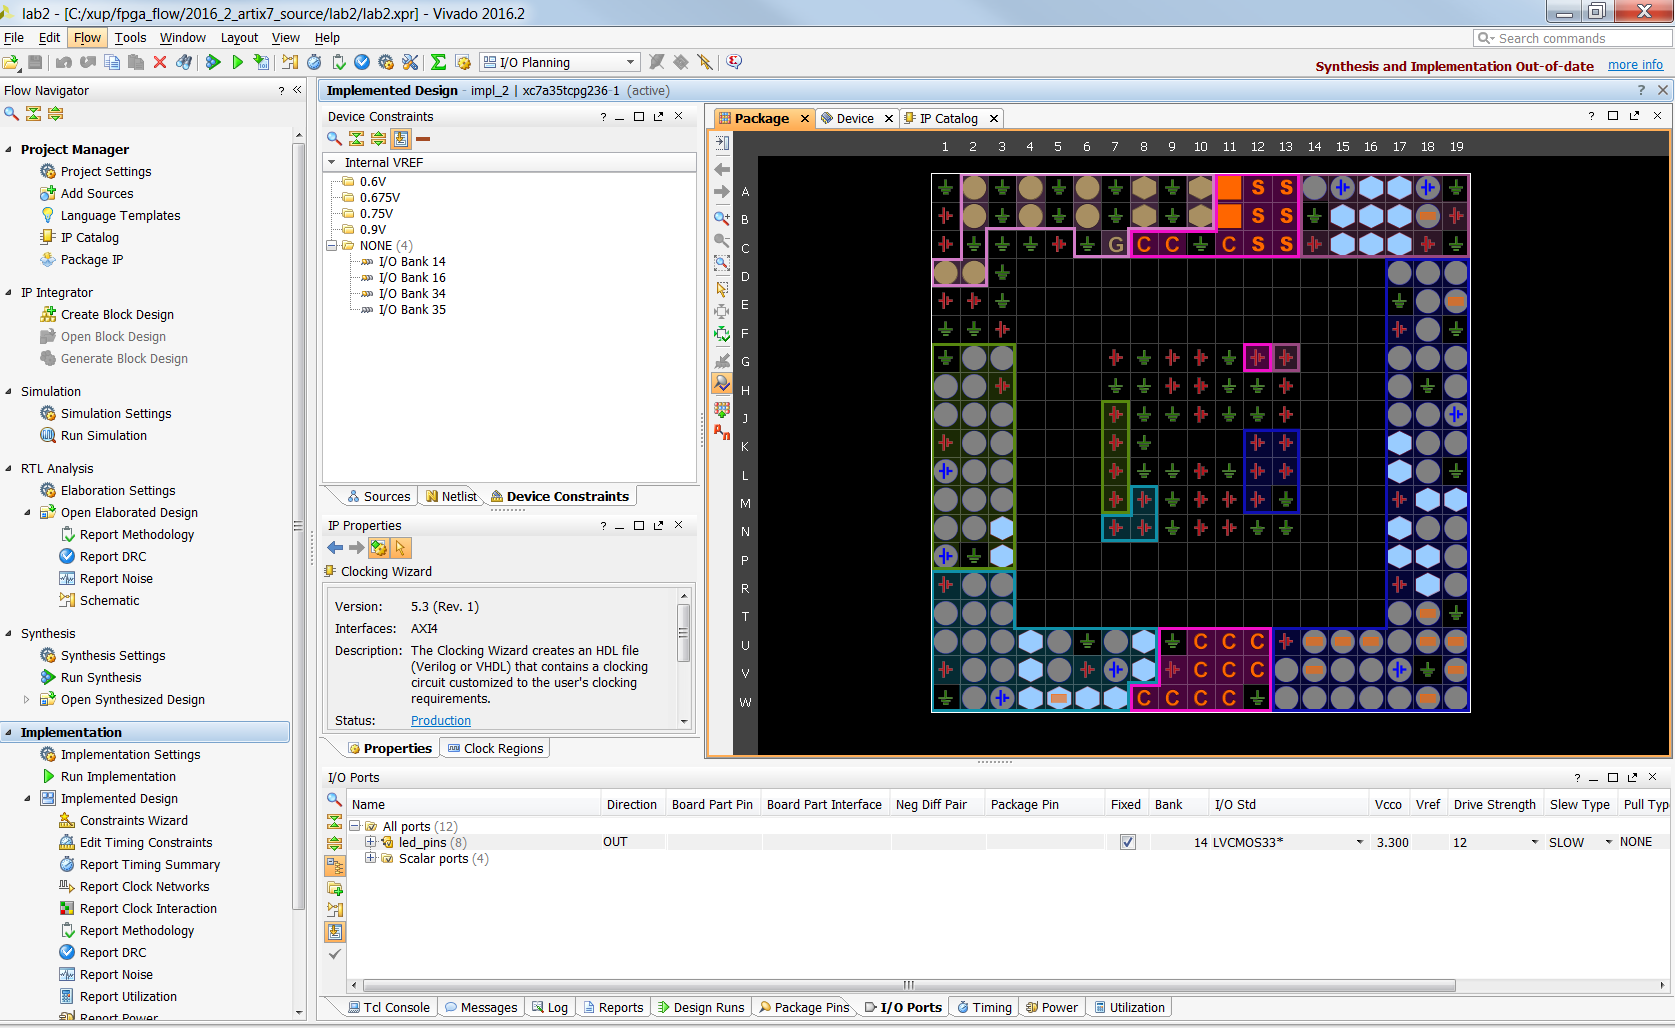 lab2 - [C:/xup/fpga_flow/2016_2_artix7_source/lab2/lab2.xpr] - Vivado 2016.2
File Edit Flow Tools Window Layout View Help
Search commands
I/O Planning
Synthesis and Implementation Out-of-date more info
Flow Navigator
Project Manager
Project Settings
Add Sources
Language Templates
IP Catalog
Package IP
IP Integrator
Create Block Design
Open Block Design
Generate Block Design
Simulation
Simulation Settings
Run Simulation
RTL Analysis
Elaboration Settings
Open Elaborated Design
Report Methodology
Report DRC
Report Noise
Schematic
Synthesis
Synthesis Settings
Run Synthesis
Open Synthesized Design
Implementation
Implementation Settings
Run Implementation
Implemented Design
Constraints Wizard
Edit Timing Constraints
Report Timing Summary
Report Clock Networks
Report Clock Interaction
Report Methodology
Report DRC
Report Noise
Report Utilization
Report Power
Implemented Design - impl_2 | xc7a35tcpg236-1 (active)
Device Constraints
Internal VREF
0.6V
0.675V
0.75V
0.9V
NONE (4)
I/O Bank 14
I/O Bank 16
I/O Bank 34
I/O Bank 35
Sources Netlist Device Constraints
IP Properties
Clocking Wizard
Version: 5.3 (Rev. 1)
Interfaces: AXI4
Description: The Clocking Wizard creates an HDL file
(Verilog or VHDL) that contains a clocking
circuit customized to the user's clocking
requirements.
Status: Production
Properties Clock Regions
Package Device IP Catalog
1 2 3 4 5 6 7 8 9 10 11 12 13 14 15 16 17 18 19
A S S
B S S
C G C C C S S
D
E
F
G
H
J
K
L
M
N
P
R
T
U C C C
V C C C
W C C C C
I/O Ports
Name Direction Board Part Pin Board Part Interface Neg Diff Pair Package Pin Fixed Bank I/O Std Vcco Vref Drive Strength Slew Type Pull Typ
All ports (12)
led_pins (8) OUT 14 LVCMOS33* 3.300 12 SLOW NONE
Scalar ports (4)
Tcl Console Messages Log Reports Design Runs Package Pins I/O Ports Timing Power Utilization